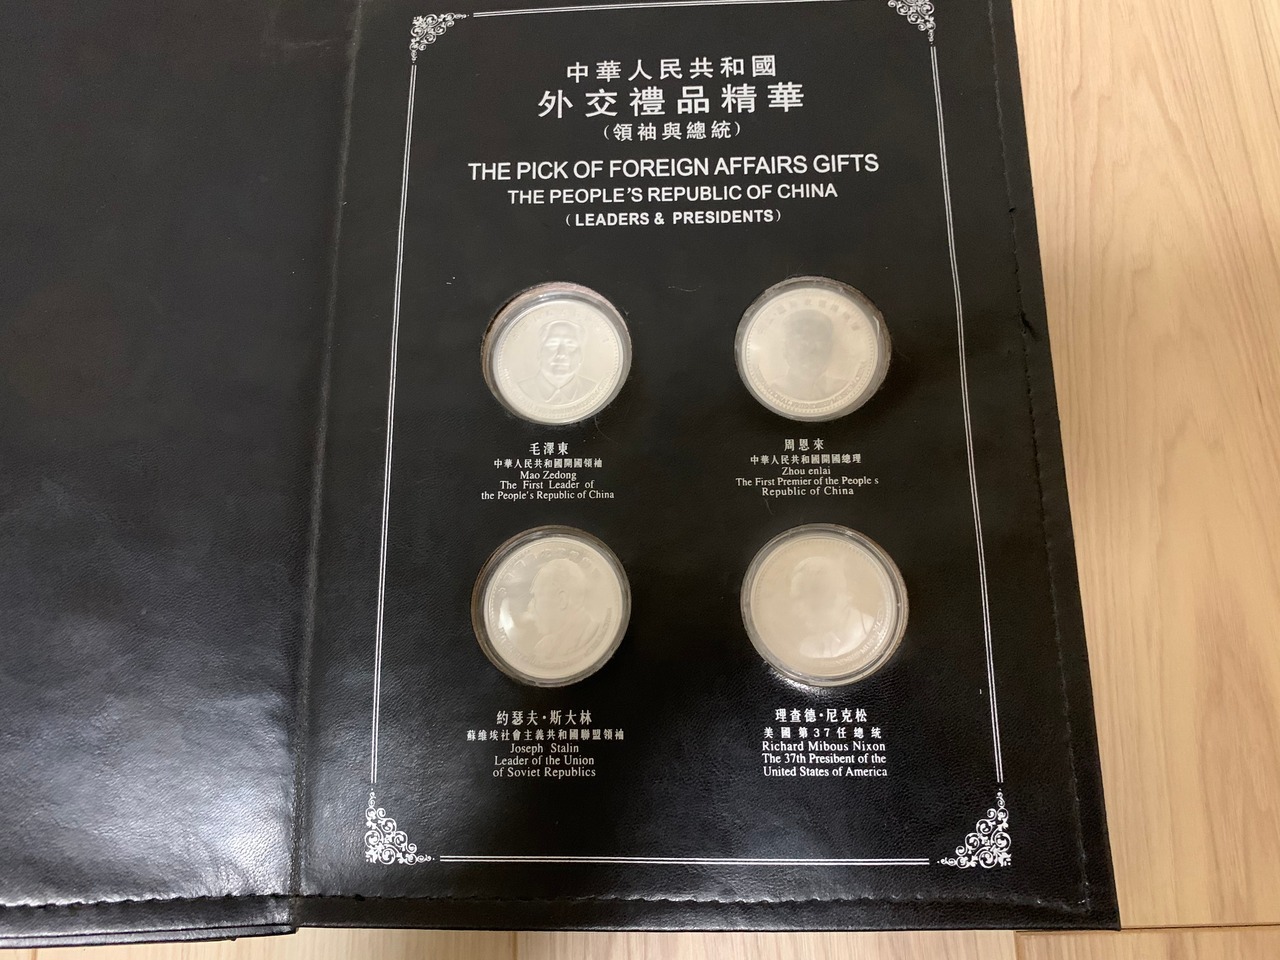 中華人民共和國
外交禮品精華
(領袖與總統)
THE PICK OF FOREIGN AFFAIRS GIFTS
THE PEOPLE'S REPUBLIC OF CHINA
(LEADERS & PRESIDENTS)
毛澤東
中華人民共和國開國領袖
Mao Zedong
The First Leader of
the People's Republic of China
周恩來
中華人民共和國開國總理
Zhou enlai
The First Premier of the People s
Republic of China
約瑟夫·斯大林
蘇維埃社會主義共和國聯盟領袖
Joseph Stalin
Leader of the Union
of Soviet Republics
理查德·尼克松
美國第37任總統
Richard Mibous Nixon
The 37th President of the
United States of America